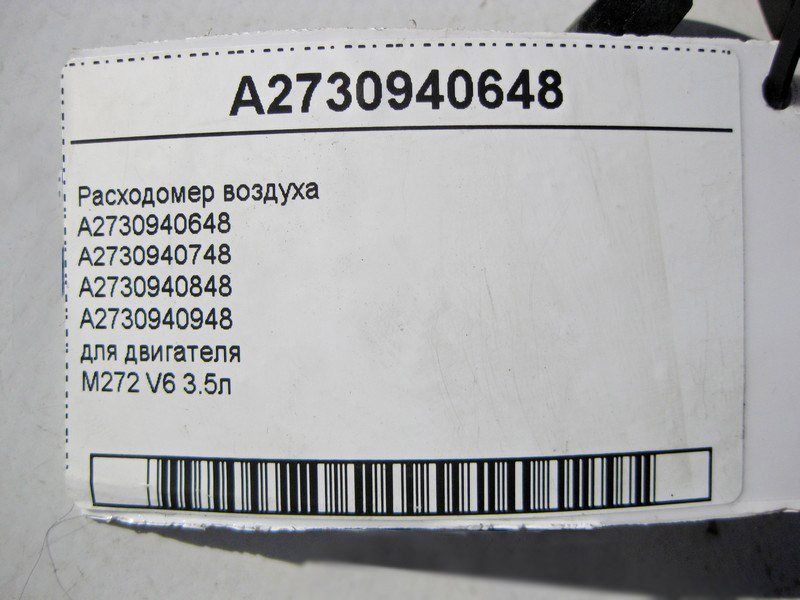 A2730940648
Расходомер воздуха
A2730940648
A2730940748
A2730940848
A2730940948
для двигателя
M272 V6 3.5л